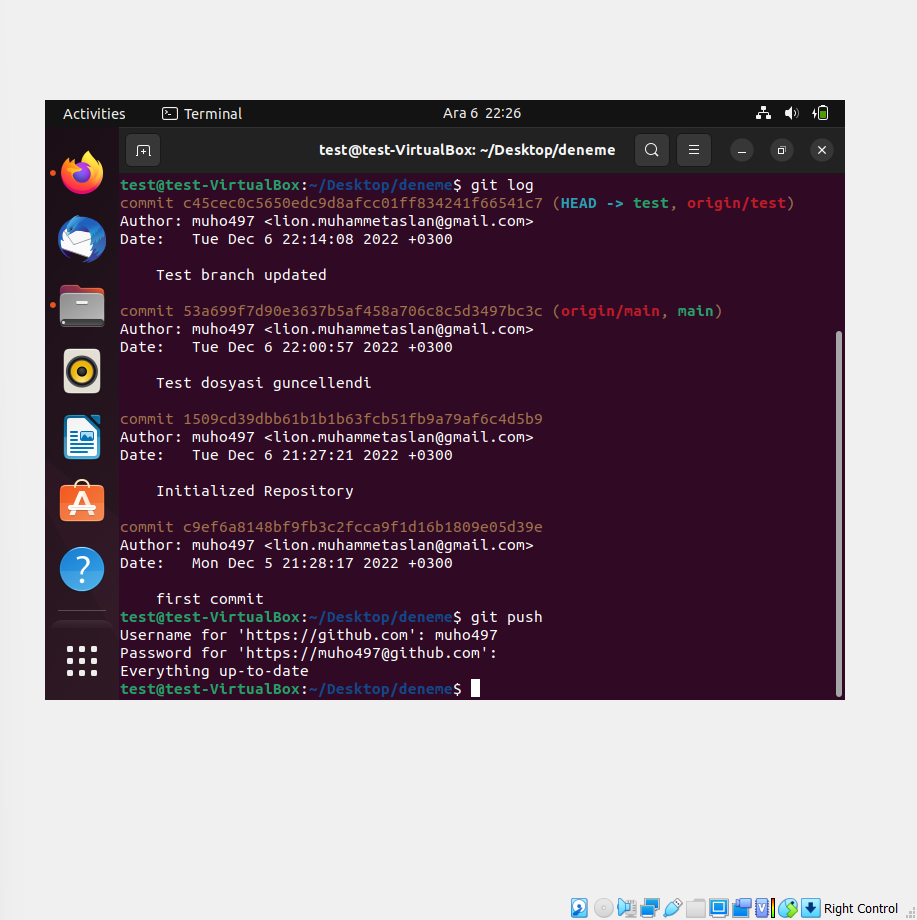 Activities
Terminal
Ara 6 22:26
test@test-VirtualBox: ~/Desktop/deneme
test@test-VirtualBox:~/Desktop/deneme$ git log
commit c45cec0c5650edc9d8afcc01ff834241f66541c7 (HEAD -> test, origin/test)
Author: muho497 <lion.muhammetaslan@gmail.com>
Date:   Tue Dec 6 22:14:08 2022 +0300
Test branch updated
commit 53a699f7d90e3637b5af458a706c8c5d3497bc3c (origin/main, main)
Author: muho497 <lion.muhammetaslan@gmail.com>
Date:   Tue Dec 6 22:00:57 2022 +0300
Test dosyasi guncellendi
commit 1509cd39dbb61b1b1b63fcb51fb9a79af6c4d5b9
Author: muho497 <lion.muhammetaslan@gmail.com>
Date:   Tue Dec 6 21:27:21 2022 +0300
Initialized Repository
commit c9ef6a8148bf9fb3c2fcca9f1d16b1809e05d39e
Author: muho497 <lion.muhammetaslan@gmail.com>
Date:   Mon Dec 5 21:28:17 2022 +0300
first commit
test@test-VirtualBox:~/Desktop/deneme$ git push
Username for 'https://github.com': muho497
Password for 'https://muho497@github.com':
Everything up-to-date
test@test-VirtualBox:~/Desktop/deneme$
Right Control